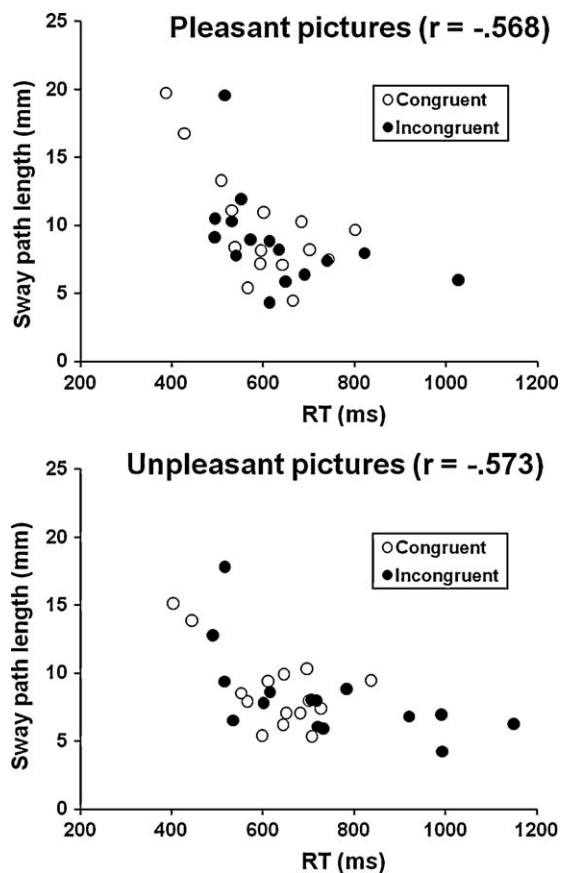 Pleasant pictures (r = -.568)
25
20
15
10
5
0
Sway path length (mm)
Congruent
Incongruent
200 400 600 800 1000 1200
RT (ms)
Unpleasant pictures (r = -.573)
25
20
15
10
5
0
Sway path length (mm)
Congruent
Incongruent
200 400 600 800 1000 1200
RT (ms)